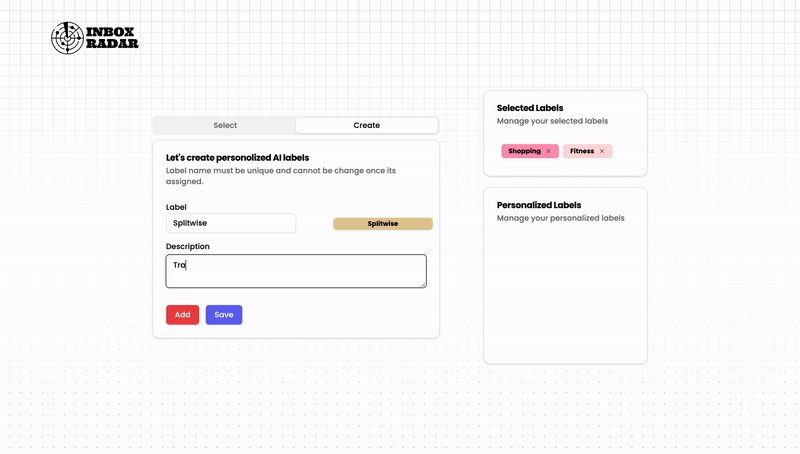 INBOX
RADAR
Select
Create
Let's create personolized AI labels
Label name must be unique and cannot be change once its
assigned.
Label
Splitwise
Splitwise
Description
Tra
Add
Save
Selected Labels
Manage your selected labels
Shopping ×
Fitness ×
Personalized Labels
Manage your personalized labels